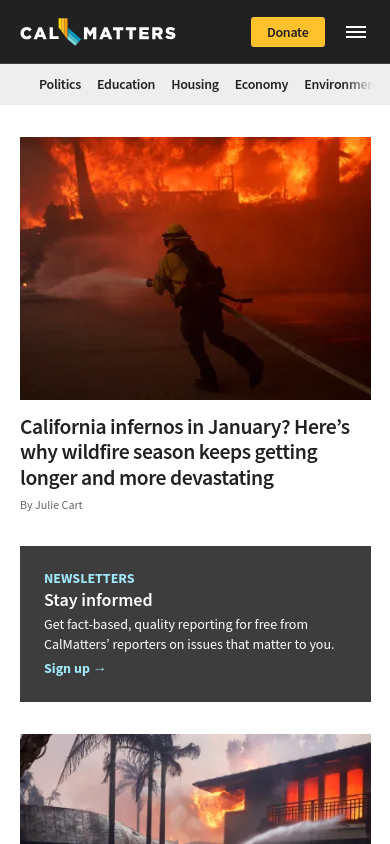 CAL MATTERS
Donate
Politics Education Housing Economy
California infernos in January? Here’s
why wildfire season keeps getting
longer and more devastating
By Julie Cart
NEWSLETTERS
Stay informed
Get fact-based, quality reporting for free from
CalMatters’ reporters on issues that matter to you.
Sign up →